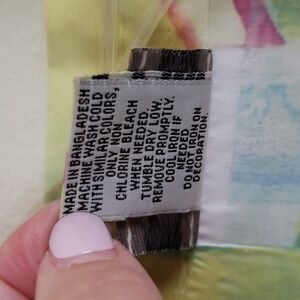 MADE IN BANGLADESH
MACHINE WASH COLD
WITH SIMILAR COLORS,
ONLY NON
CHLORINE BLEACH
WHEN NEEDED.
TUMBLE DRY LOW.
REMOVE PROMPTLY.
COOL IRON IF
NEEDED
DO NOT IRON ON
DECORATION.